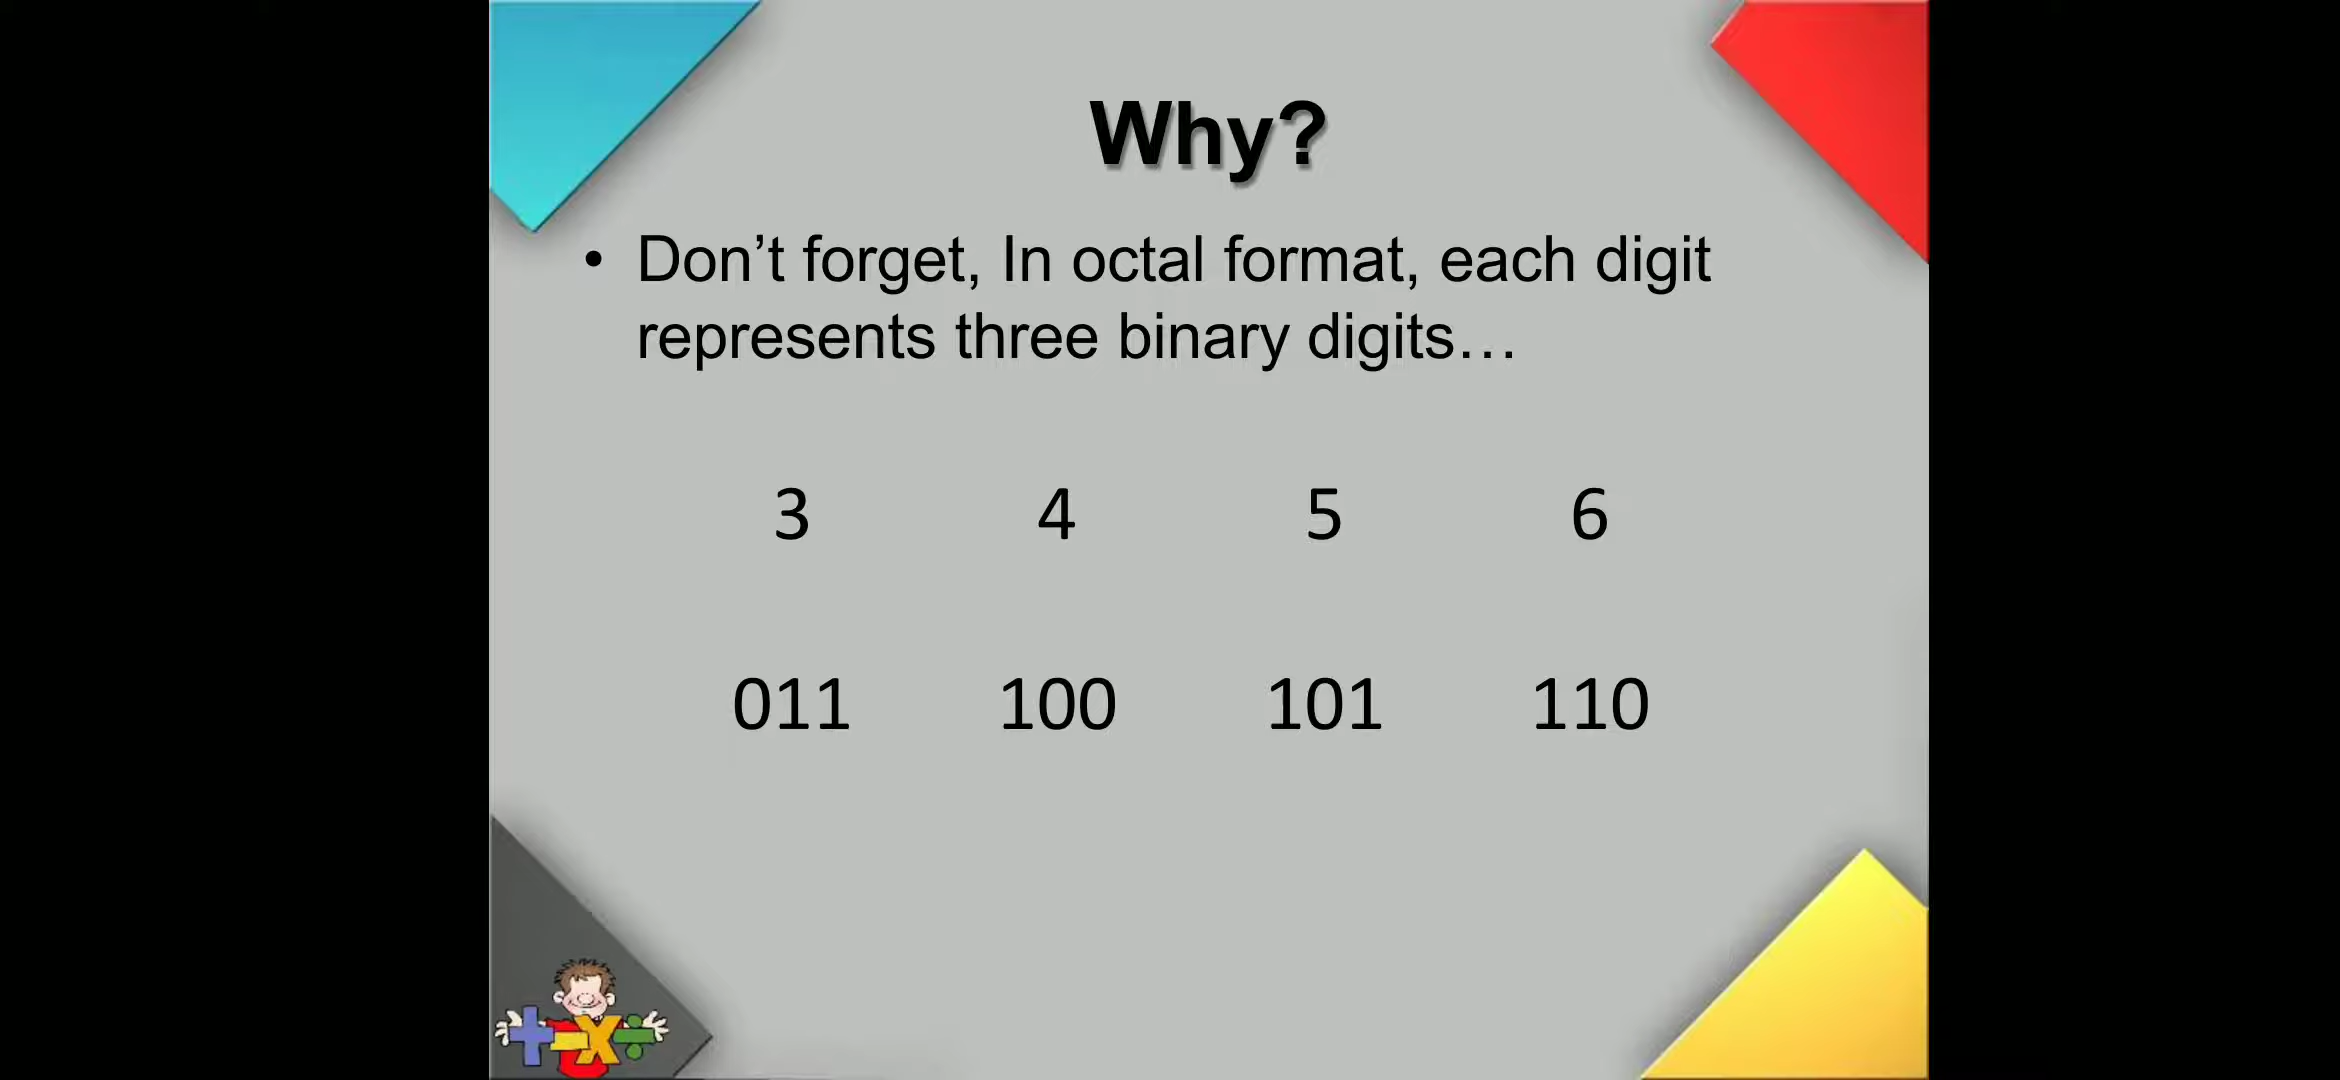 Why?
• Don’t forget, In octal format, each digit
represents three binary digits…
3 4 5 6
011 100 101 110